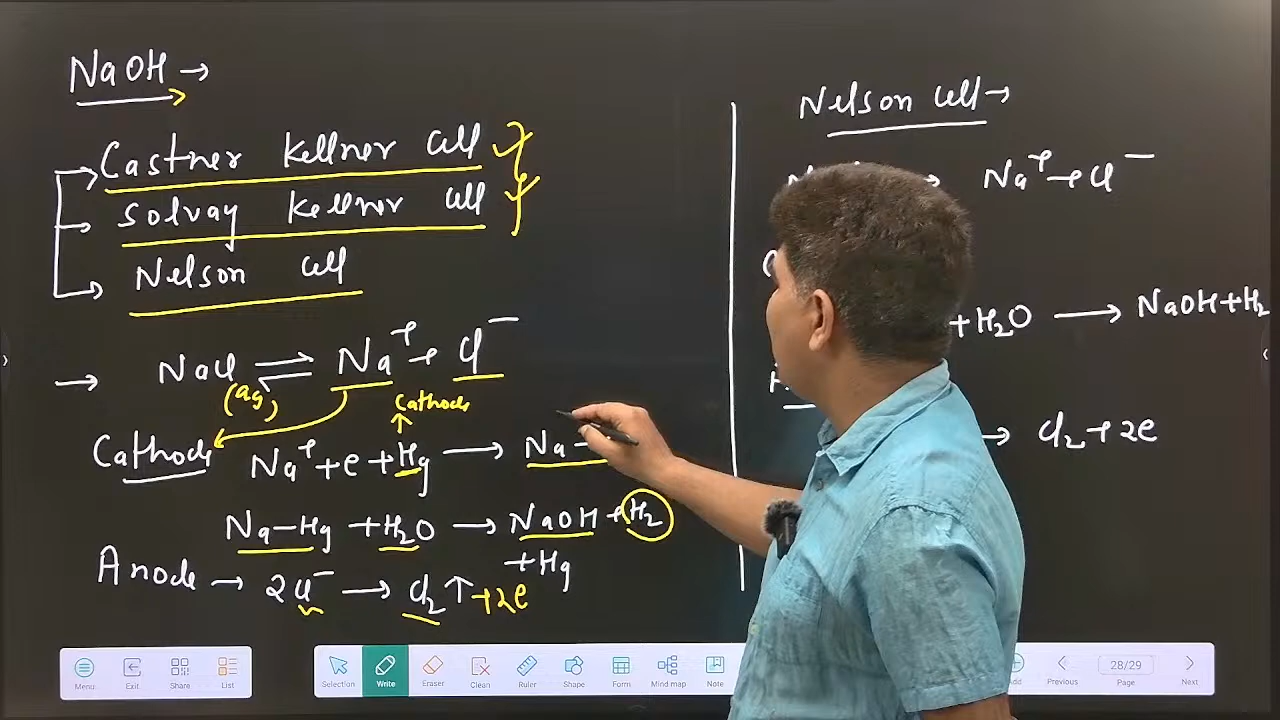 NaOH →
Castner Kellner Cell
Solvay Kellner Cell
Nelson Cell
→ NaCl ⇌ Na⁺ + Cl⁻
(aq)
Cathode
Cathode Na⁺ + e + Hg → Na-
Na-Hg + H₂O → NaOH + H₂
+ Hg
Anode → 2Cl⁻ → Cl₂ ↑ + 2e
Nelson Cell →
Na⁺ + Cl⁻
+ H₂O → NaOH + H₂
→ Cl₂ + 2e
Menu
Exit
Share
List
Selection
Write
Eraser
Clean
Ruler
Shape
Form
Mind map
Note
Add
Previous
28/29
Page
Next